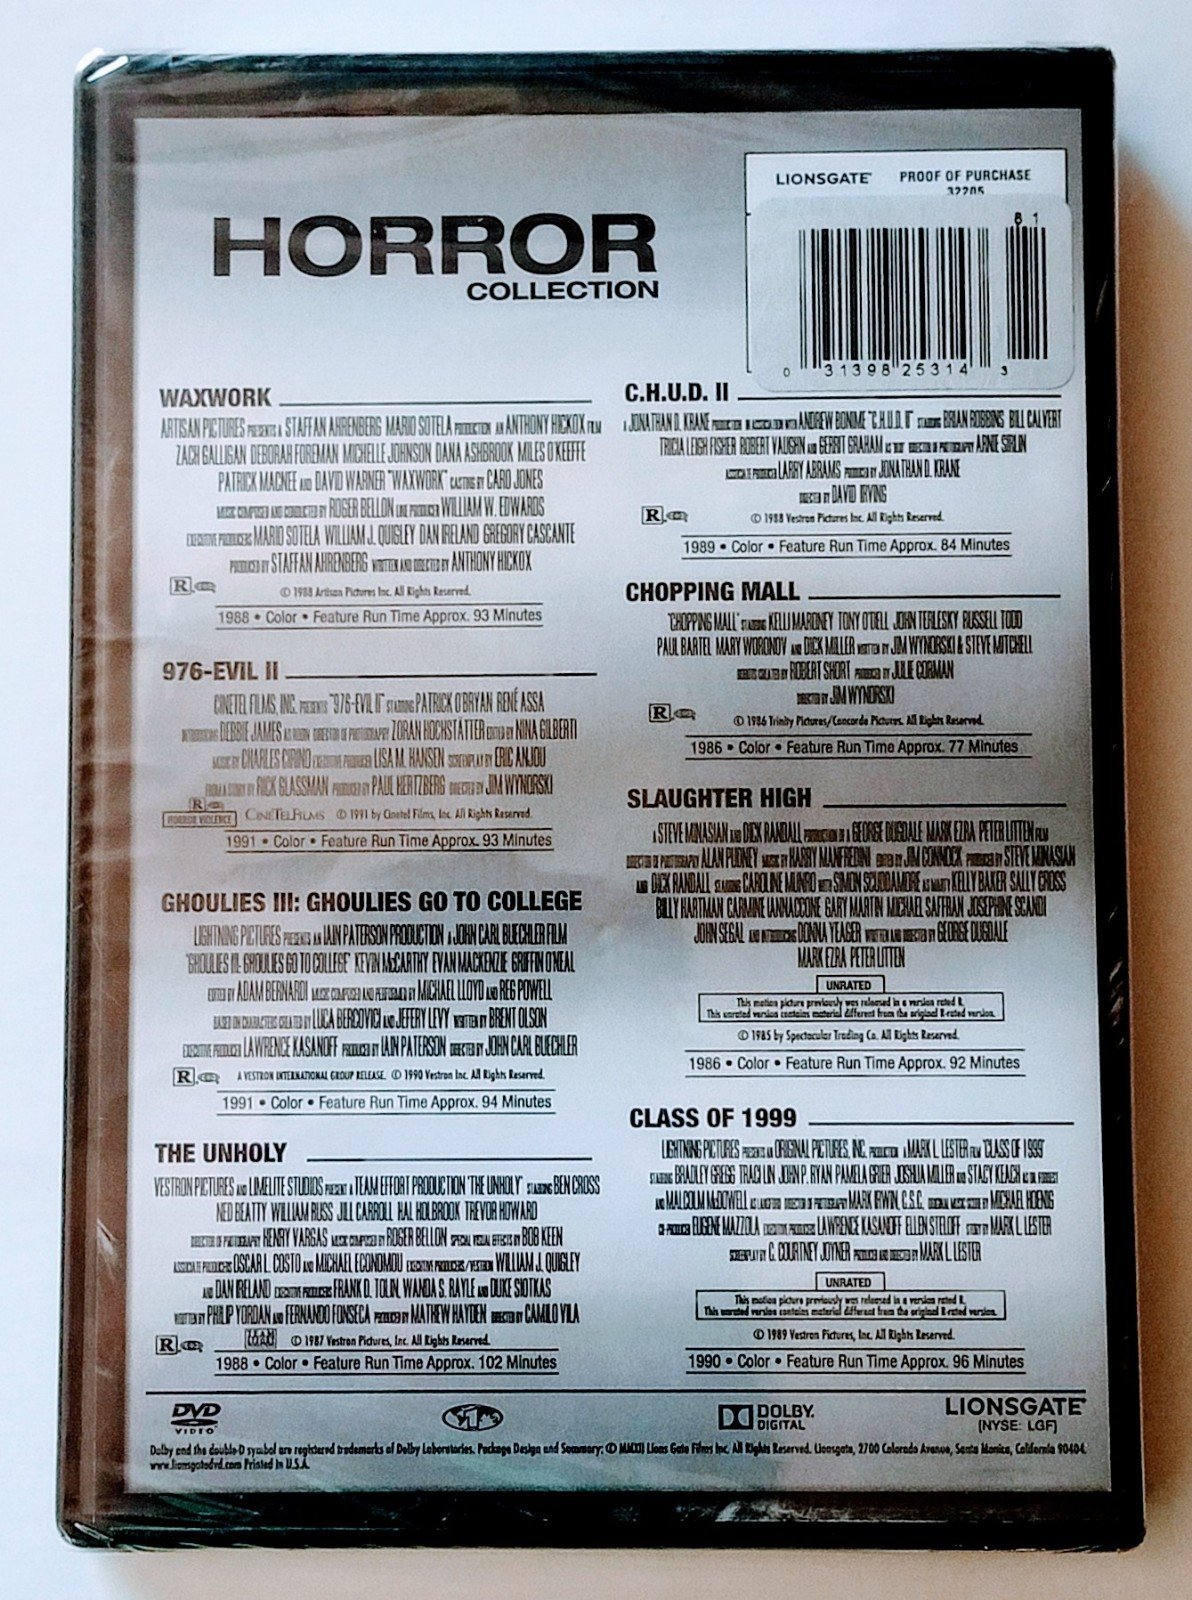 HORROR
COLLECTION
LIONSGATE PROOF OF PURCHASE
32205
81
0 31398 25314 3
WAXWORK
ARTISAN PICTURES PRESENTS A STAFFAN AHRENBERG MARIO SOTELA PRODUCTION AN ANTHONY HICKOX FILM
ZACH GALLIGAN DEBORAH FOREMAN MICHELLE JOHNSON DANA ASHBROOK MILES O'KEEFFE
PATRICK MACNEE AND DAVID WARNER "WAXWORK" CASTING BY CARO JONES
MUSIC COMPOSED AND CONDUCTED BY ROGER BELLON LINE PRODUCER WILLIAM W. EDWARDS
EXECUTIVE PRODUCERS MARIO SOTELA WILLIAM J. QUIGLEY DAN IRELAND GREGORY CASCANTE
PRODUCED BY STAFFAN AHRENBERG WRITTEN AND DIRECTED BY ANTHONY HICKOX
R © 1988 Artisan Pictures Inc. All Rights Reserved.
1988 • Color • Feature Run Time Approx. 93 Minutes
976-EVIL II
CINETEL FILMS, INC. PRESENTS "976-EVIL II" STARRING PATRICK O'BRYAN RENÉ ASSA
INTRODUCING DEBBIE JAMES AS ROBIN DIRECTOR OF PHOTOGRAPHY ZORAN HOCHSTÄTTER EDITED BY NINA GILBERTI
MUSIC BY CHARLES CIRINO EXECUTIVE PRODUCER LISA M. HANSEN SCREENPLAY BY ERIC ANJOU
FROM A STORY BY RICK GLASSMAN PRODUCED BY PAUL HERTZBERG DIRECTED BY JIM WYNORSKI
R HORROR VIOLENCE CINETELFILMS © 1991 by Cinetel Films, Inc. All Rights Reserved.
1991 • Color • Feature Run Time Approx. 93 Minutes
GHOULIES III: GHOULIES GO TO COLLEGE
LIGHTNING PICTURES PRESENTS AN IAIN PATERSON PRODUCTION A JOHN CARL BUECHLER FILM
"GHOULIES III: GHOULIES GO TO COLLEGE" KEVIN McCARTHY EVAN MACKENZIE GRIFFIN O'NEAL
EDITED BY ADAM BERNARDI MUSIC COMPOSED AND PERFORMED BY MICHAEL LLOYD AND REG POWELL
BASED ON CHARACTERS CREATED BY LUCA BERCOVICI AND JEFERY LEVY WRITTEN BY BRENT OLSON
EXECUTIVE PRODUCER LAWRENCE KASANOFF PRODUCED BY IAIN PATERSON DIRECTED BY JOHN CARL BUECHLER
R A VESTRON INTERNATIONAL GROUP RELEASE. © 1990 Vestron Inc. All Rights Reserved.
1991 • Color • Feature Run Time Approx. 94 Minutes
THE UNHOLY
VESTRON PICTURES AND LIMELITE STUDIOS PRESENT A TEAM EFFORT PRODUCTION "THE UNHOLY" STARRING BEN CROSS
NED BEATTY WILLIAM RUSS JILL CARROLL HAL HOLBROOK TREVOR HOWARD
DIRECTOR OF PHOTOGRAPHY HENRY VARGAS MUSIC COMPOSED BY ROGER BELLON SPECIAL VISUAL EFFECTS BY BOB KEEN
ASSOCIATE PRODUCERS OSCAR L. COSTO AND MICHAEL ECONOMOU EXECUTIVE PRODUCERS/VESTRON WILLIAM J. QUIGLEY
AND DAN IRELAND EXECUTIVE PRODUCERS FRANK D. TOLIN, WANDA S. RAYLE AND DUKE SIOTKAS
WRITTEN BY PHILIP YORDAN AND FERNANDO FONSECA PRODUCED BY MATHEW HAYDEN DIRECTED BY CAMILO VILA
R © 1987 Vestron Pictures, Inc. All Rights Reserved.
1988 • Color • Feature Run Time Approx. 102 Minutes
C.H.U.D. II
A JONATHAN D. KRANE PRODUCTION IN ASSOCIATION WITH ANDREW BONIME "C.H.U.D. II" STARRING BRIAN ROBBINS BILL CALVERT
TRICIA LEIGH FISHER ROBERT VAUGHN AND GERRIT GRAHAM AS "BUD" DIRECTOR OF PHOTOGRAPHY ARNIE SIRLIN
ASSOCIATE PRODUCER LARRY ABRAMS PRODUCED BY JONATHAN D. KRANE
DIRECTED BY DAVID IRVING
R © 1988 Vestron Pictures Inc. All Rights Reserved.
1989 • Color • Feature Run Time Approx. 84 Minutes
CHOPPING MALL
"CHOPPING MALL" STARRING KELLI MARONEY TONY O'DELL JOHN TERLESKY RUSSELL TODD
PAUL BARTEL MARY WORONOV AND DICK MILLER WRITTEN BY JIM WYNORSKI & STEVE MITCHELL
ROBOTS CREATED BY ROBERT SHORT PRODUCED BY JULIE CORMAN
DIRECTED BY JIM WYNORSKI
R © 1986 Trinity Pictures/Concorde Pictures. All Rights Reserved.
1986 • Color • Feature Run Time Approx. 77 Minutes
SLAUGHTER HIGH
A STEVE MINASIAN AND DICK RANDALL PRODUCTION OF A GEORGE DUGDALE MARK EZRA PETER LITTEN FILM
DIRECTOR OF PHOTOGRAPHY ALAN PUDNEY MUSIC BY HARRY MANFREDINI EDITED BY JIM CONNOCK PRODUCED BY STEVE MINASIAN
AND DICK RANDALL STARRING CAROLINE MUNRO WITH SIMON SCUDDAMORE AS MARTY KELLY BAKER SALLY CROSS
BILLY HARTMAN CARMINE IANNACCONE GARY MARTIN MICHAEL SAFFRAN JOSEPHINE SCANDI
JOHN SEGAL AND INTRODUCING DONNA YEAGER WRITTEN AND DIRECTED BY GEORGE DUGDALE
MARK EZRA PETER LITTEN
UNRATED
This motion picture previously was released in a version rated R.
This unrated version contains material different from the original R-rated version.
© 1985 by Spectacular Trading Co. All Rights Reserved.
1986 • Color • Feature Run Time Approx. 92 Minutes
CLASS OF 1999
LIGHTNING PICTURES PRESENTS AN ORIGINAL PICTURES, INC. PRODUCTION A MARK L. LESTER FILM "CLASS OF 1999"
STARRING BRADLEY GREGG TRACI LIN JOHN P. RYAN PAMELA GRIER JOSHUA MILLER AND STACY KEACH AS DR. FORREST
AND MALCOLM McDOWELL AS LANGFORD DIRECTOR OF PHOTOGRAPHY MARK IRWIN, C.S.C. ORIGINAL MUSIC SCORE BY MICHAEL HOENIG
CO-PRODUCER EUGENE MAZZOLA EXECUTIVE PRODUCERS LAWRENCE KASANOFF ELLEN STELOFF STORY BY MARK L. LESTER
SCREENPLAY BY C. COURTNEY JOYNER PRODUCED AND DIRECTED BY MARK L. LESTER
UNRATED
This motion picture previously was released in a version rated R.
This unrated version contains material different from the original R-rated version.
© 1989 Vestron Pictures, Inc. All Rights Reserved.
1990 • Color • Feature Run Time Approx. 96 Minutes
DVD VIDEO 1 DOLBY DIGITAL LIONSGATE
(NYSE: LGF)
Dolby and the double-D symbol are registered trademarks of Dolby Laboratories. Package Design and Summary: © MMXII Lions Gate Films Inc. All Rights Reserved. Lionsgate, 2700 Colorado Avenue, Santa Monica, California 90404.
www.lionsgatedvd.com Printed in U.S.A.